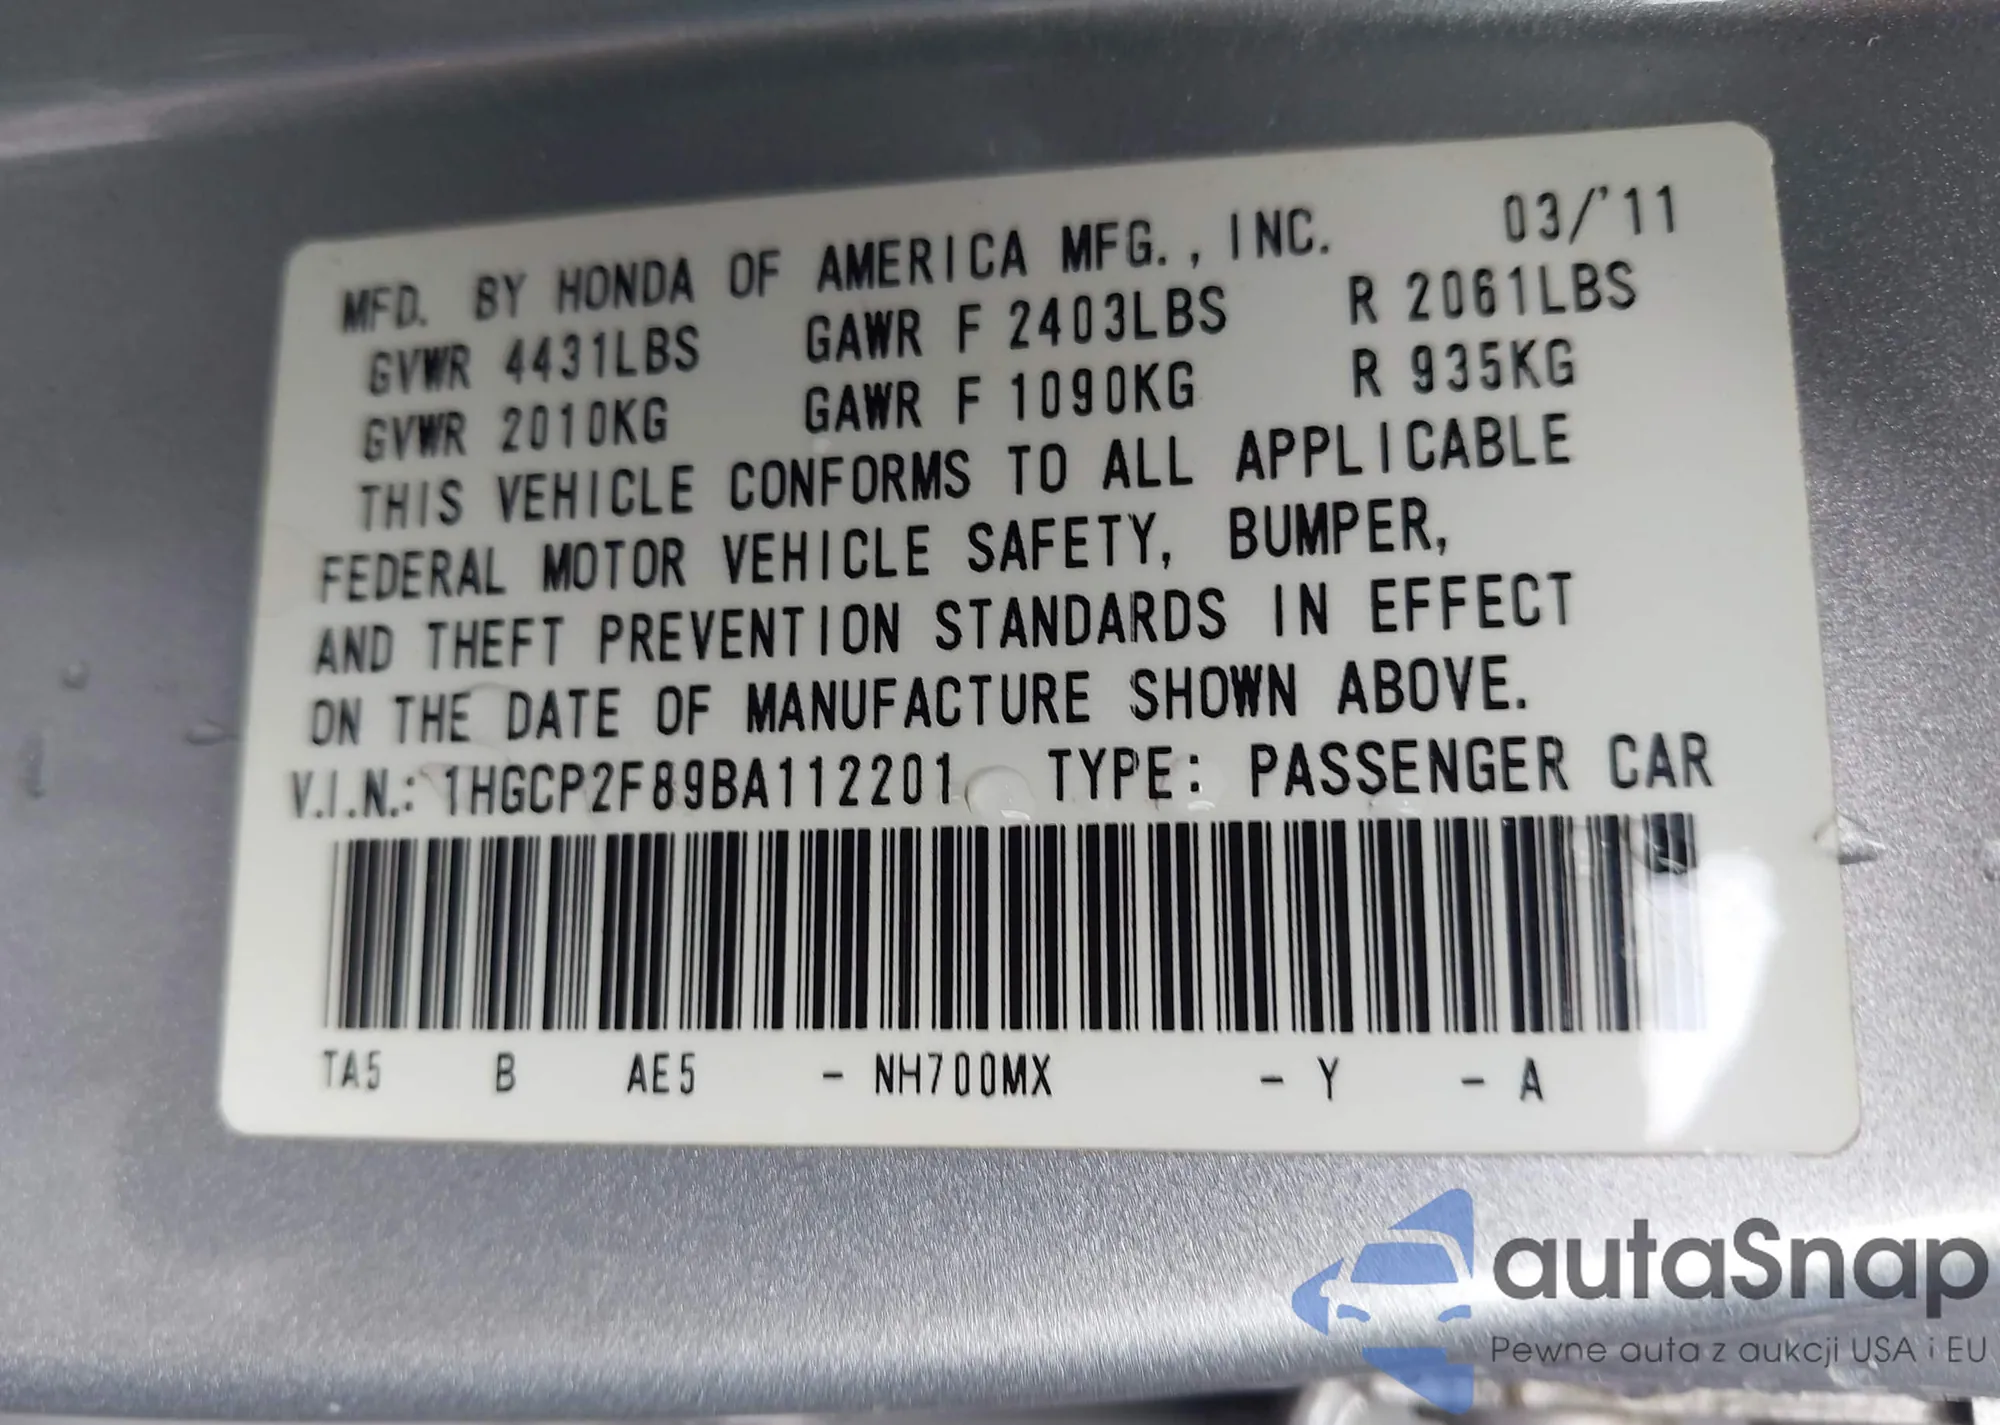 MFD. BY HONDA OF AMERICA MFG., INC. 03/'11
GVWR 4431LBS GAWR F 2403LBS R 2061LBS
GVWR 2010KG GAWR F 1090KG R 935KG
THIS VEHICLE CONFORMS TO ALL APPLICABLE
FEDERAL MOTOR VEHICLE SAFETY, BUMPER,
AND THEFT PREVENTION STANDARDS IN EFFECT
ON THE DATE OF MANUFACTURE SHOWN ABOVE.
V.I.N.: 1HGCP2F89BA112201 TYPE: PASSENGER CAR
TA5 B AE5 - NH700MX - Y - A
autaSnap
Pewne auta z aukcji USA i EU